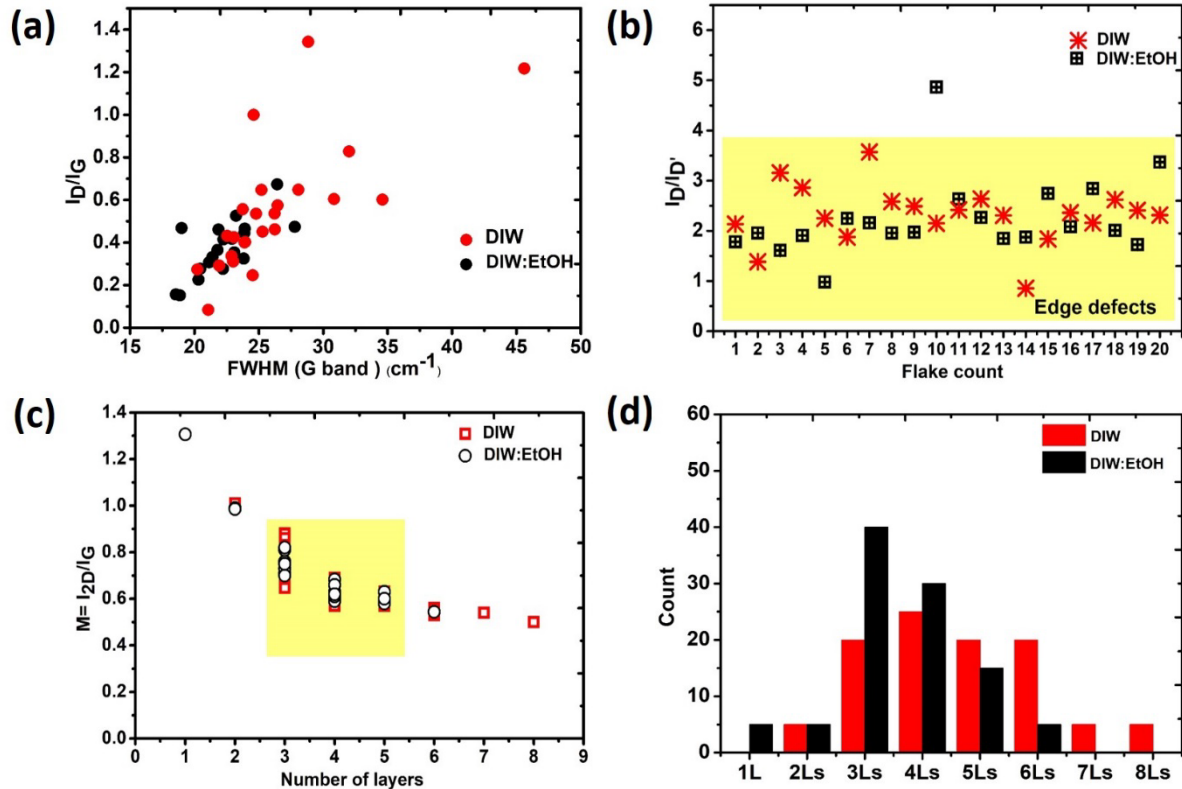 (a)
1.4
1.2
1.0
0.8
0.6
0.4
0.2
0.0
I_D/I_G
DIW
DIW:EtOH
15 20 25 30 35 40 45 50
FWHM (G band ) (cm⁻¹)
(b)
6
5
4
3
2
1
0
I_D/I_D'
DIW
DIW:EtOH
Edge defects
1 2 3 4 5 6 7 8 9 10 11 12 13 14 15 16 17 18 19 20
Flake count
(c)
1.4
1.2
1.0
0.8
0.6
0.4
0.2
0.0
M= I_2D/I_G
DIW
DIW:EtOH
0 1 2 3 4 5 6 7 8 9
Number of layers
(d)
60
50
40
30
20
10
0
Count
DIW
DIW:EtOH
1L 2Ls 3Ls 4Ls 5Ls 6Ls 7Ls 8Ls